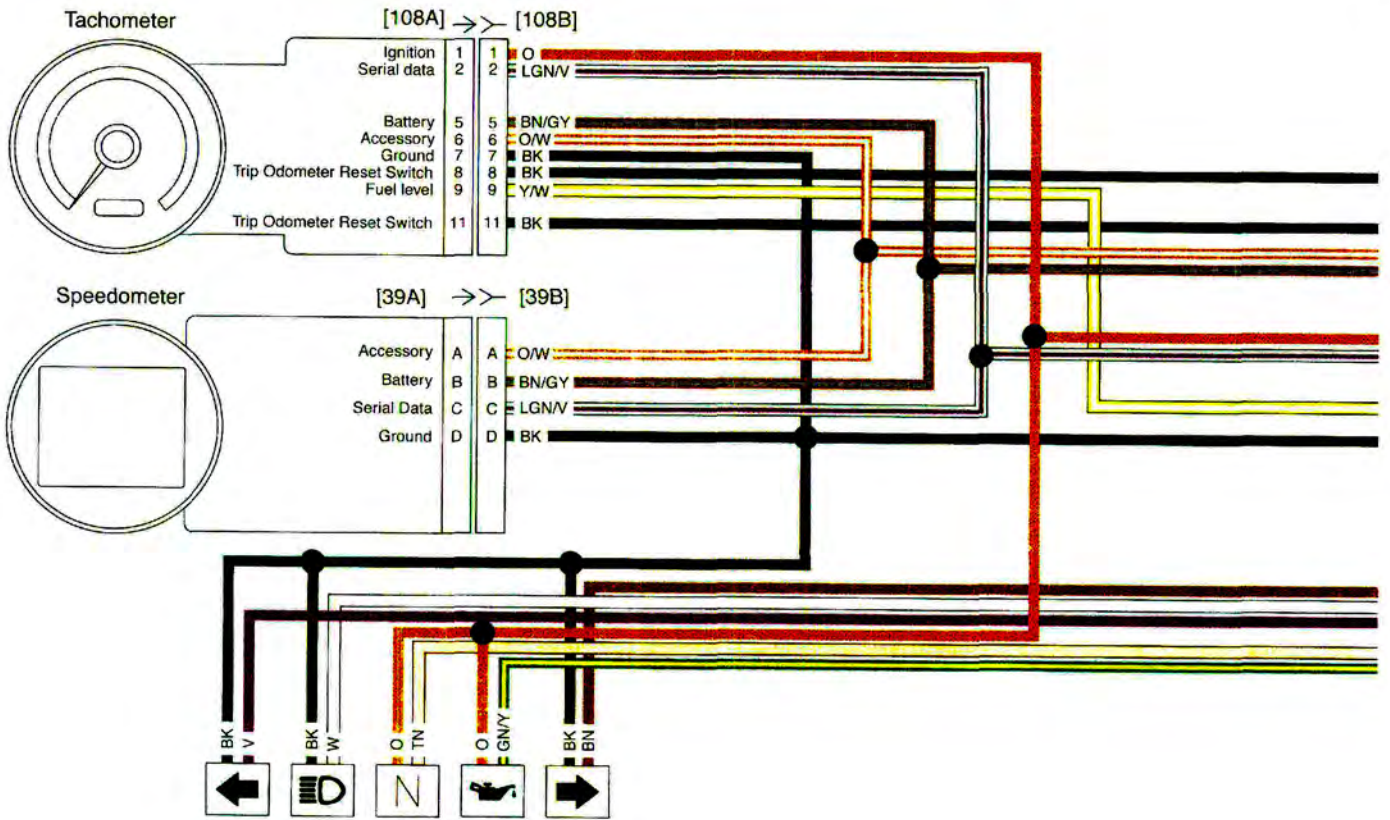 Tachometer [108A] [108B]
Ignition 1 1 O
Serial data 2 2 LGN/V
Battery 5 5 BN/GY
Accessory 6 6 O/W
Ground 7 7 BK
Trip Odometer Reset Switch 8 8 BK
Fuel level 9 9 Y/W
Trip Odometer Reset Switch 11 11 BK
Speedometer [39A] [39B]
Accessory A A O/W
Battery B B BN/GY
Serial Data C C LGN/V
Ground D D BK
BK V BK W O TN O GN/Y BK BN
N